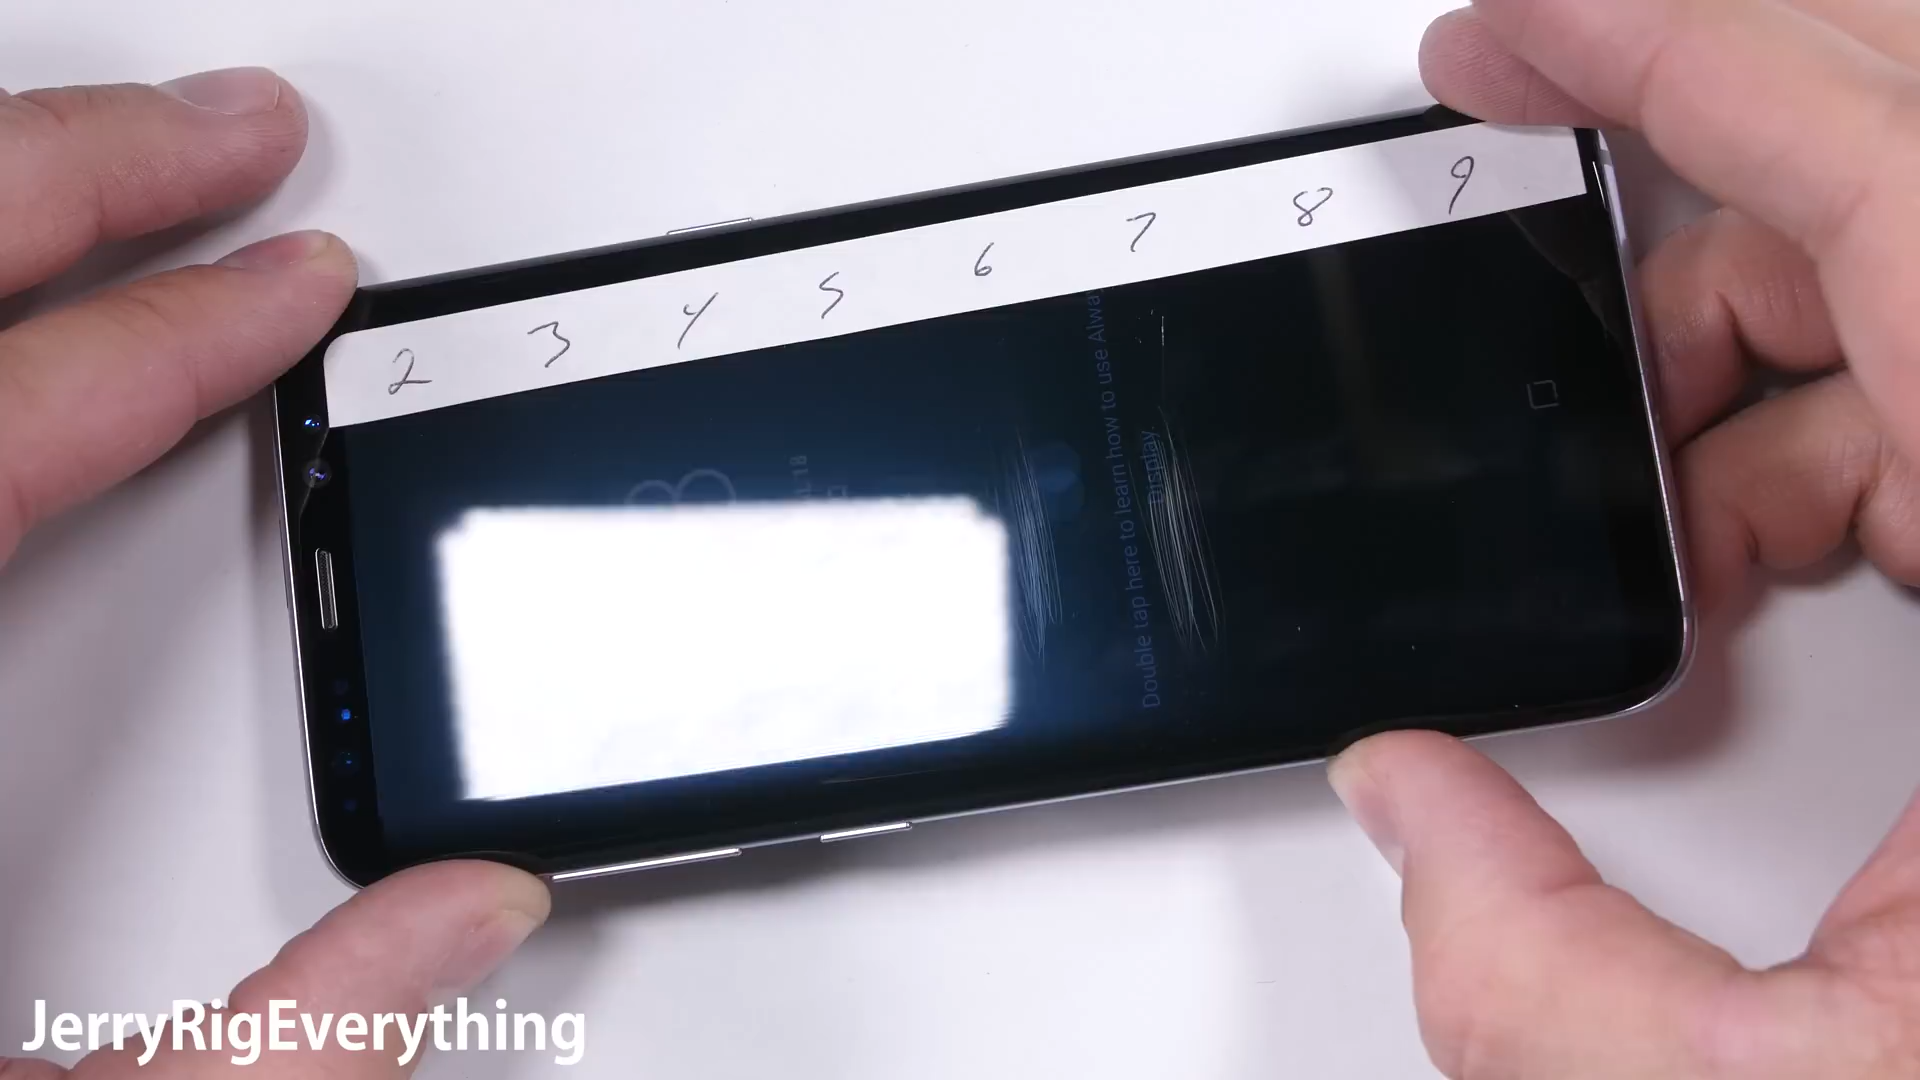 2 3 4 5 6 7 8 9
Double tap here to learn how to use Alwa
Display.
JerryRigEverything